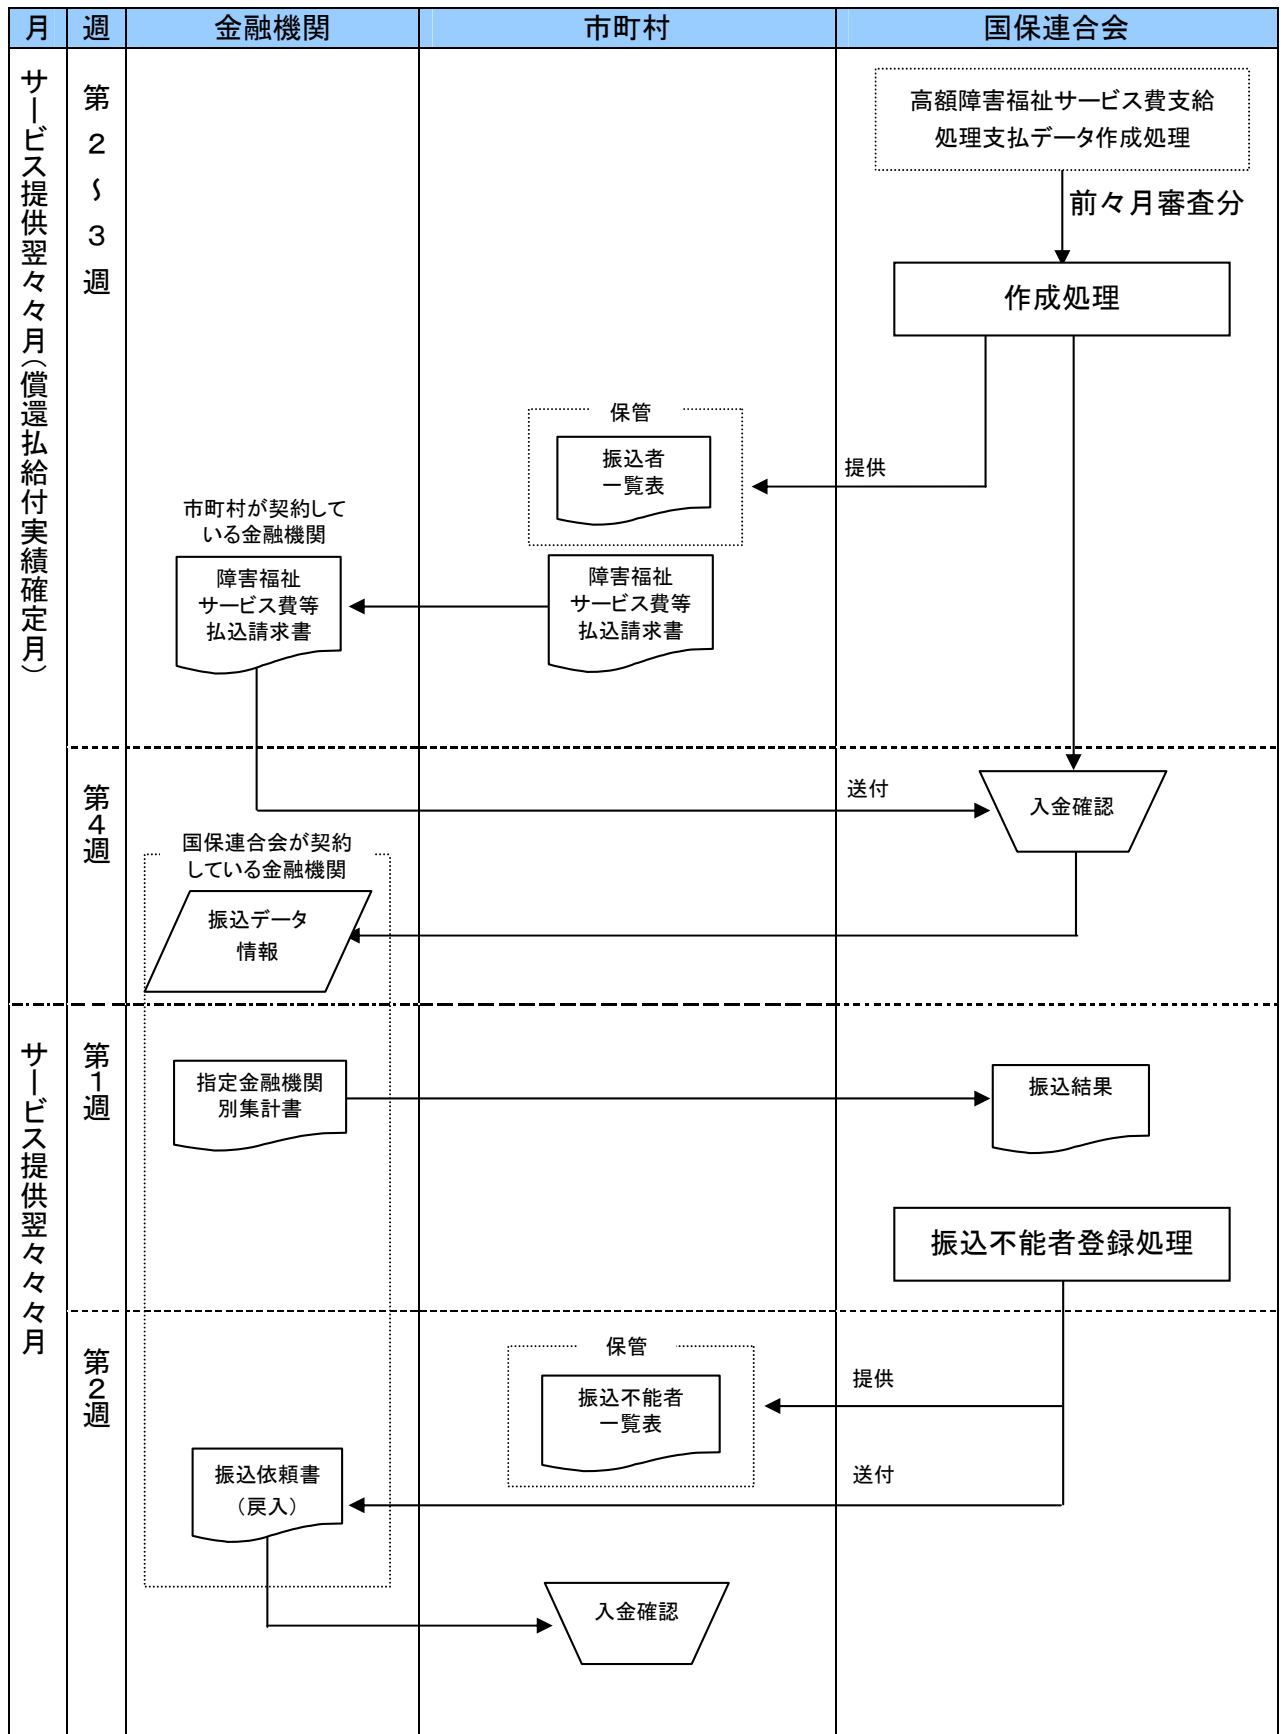 月 週 金融機関 市町村 国保連合会
サービス提供翌々月（償還払給付実績確定月）
第２～３週
高額障害福祉サービス費支給
処理支払データ作成処理
前々月審査分
作成処理
保管
振込者
一覧表
提供
市町村が契約して
いる金融機関
障害福祉
サービス費等
払込請求書
障害福祉
サービス費等
払込請求書
第４週
送付
入金確認
国保連合会が契約
している金融機関
振込データ
情報
サービス提供翌々々月
第１週
指定金融機関
別集計書
振込結果
振込不能者登録処理
第２週
保管
振込不能者
一覧表
提供
振込依頼書
（戻入）
送付
入金確認